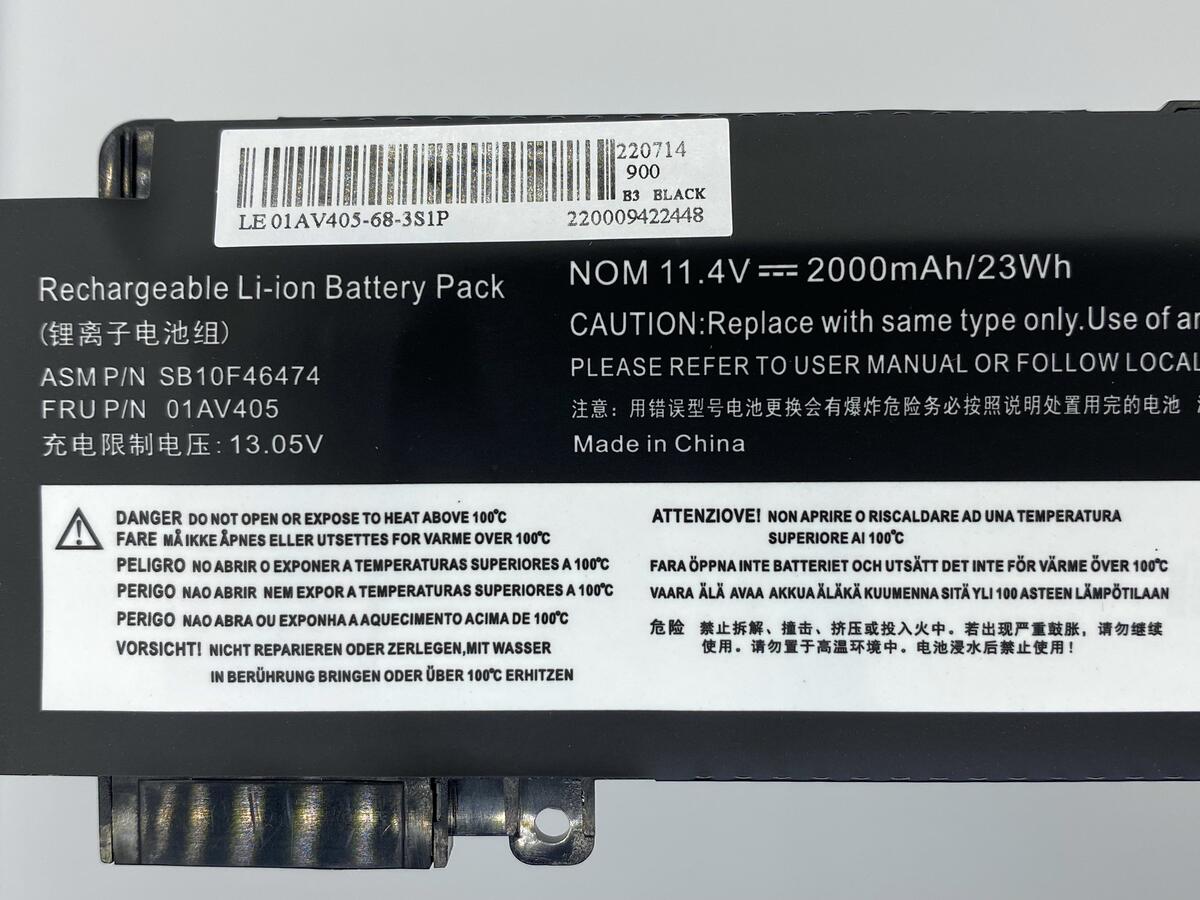 220714
900
B3 BLACK
LE 01AV405-68-3S1P 220009422448
Rechargeable Li-ion Battery Pack
(锂离子电池组)
ASM P/N SB10F46474
FRU P/N 01AV405
充电限制电压: 13.05V
NOM 11.4V ⎓ 2000mAh/23Wh
CAUTION:Replace with same type only.Use of an
PLEASE REFER TO USER MANUAL OR FOLLOW LOCAL
注意: 用错误型号电池更换会有爆炸危险务必按照说明处置用完的电池
Made in China
DANGER DO NOT OPEN OR EXPOSE TO HEAT ABOVE 100℃
FARE MÅ IKKE ÅPNES ELLER UTSETTES FOR VARME OVER 100℃
PELIGRO NO ABRIR O EXPONER A TEMPERATURAS SUPERIORES A 100℃
PERIGO NAO ABRIR NEM EXPOR A TEMPERATURAS SUPERIORES A 100℃
PERIGO NAO ABRA OU EXPONHA A AQUECIMENTO ACIMA DE 100℃
VORSICHT! NICHT REPARIEREN ODER ZERLEGEN,MIT WASSER
IN BERÜHRUNG BRINGEN ODER ÜBER 100℃ ERHITZEN
ATTENZIOVE! NON APRIRE O RISCALDARE AD UNA TEMPERATURA
SUPERIORE AI 100℃
FARA ÖPPNA INTE BATTERIET OCH UTSÄTT DET INTE FÖR VÄRME ÖVER 100℃
VAARA ÄLÄ AVAA AKKUA ÄLÄKÄ KUUMENNA SITÄ YLI 100 ASTEEN LÄMPÖTILAAN
危险 禁止拆解、撞击、挤压或投入火中。若出现严重鼓胀，请勿继续
使用。请勿置于高温环境中。电池浸水后禁止使用！